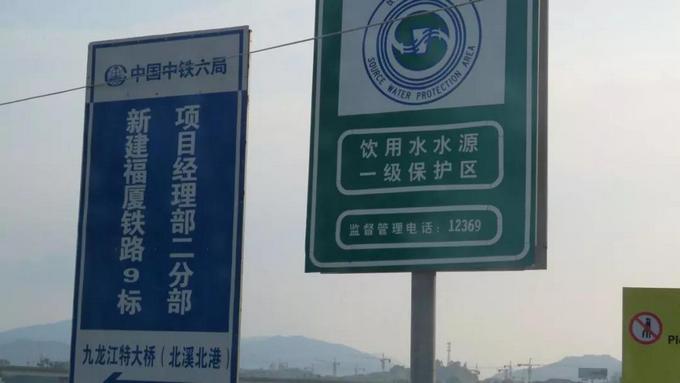 中国中铁六局
新建福厦铁路9标
项目经理部二分部
九龙江特大桥（北溪北港）
SOURCE WATER PROTECTION AREA
饮用水水源
一级保护区
监督管理电话：12369